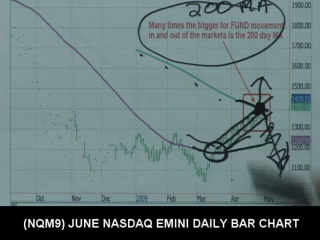 200 MA
Many times the trigger for FUND movement
in and out of the markets is the 200 day MA
1900.00
1800.00
1700.00
1600.00
1500.00
1300.00
1200.00
1100.00
Oct Nov Dec 2009 Feb Mar Apr May
(NQM9) JUNE NASDAQ EMINI DAILY BAR CHART